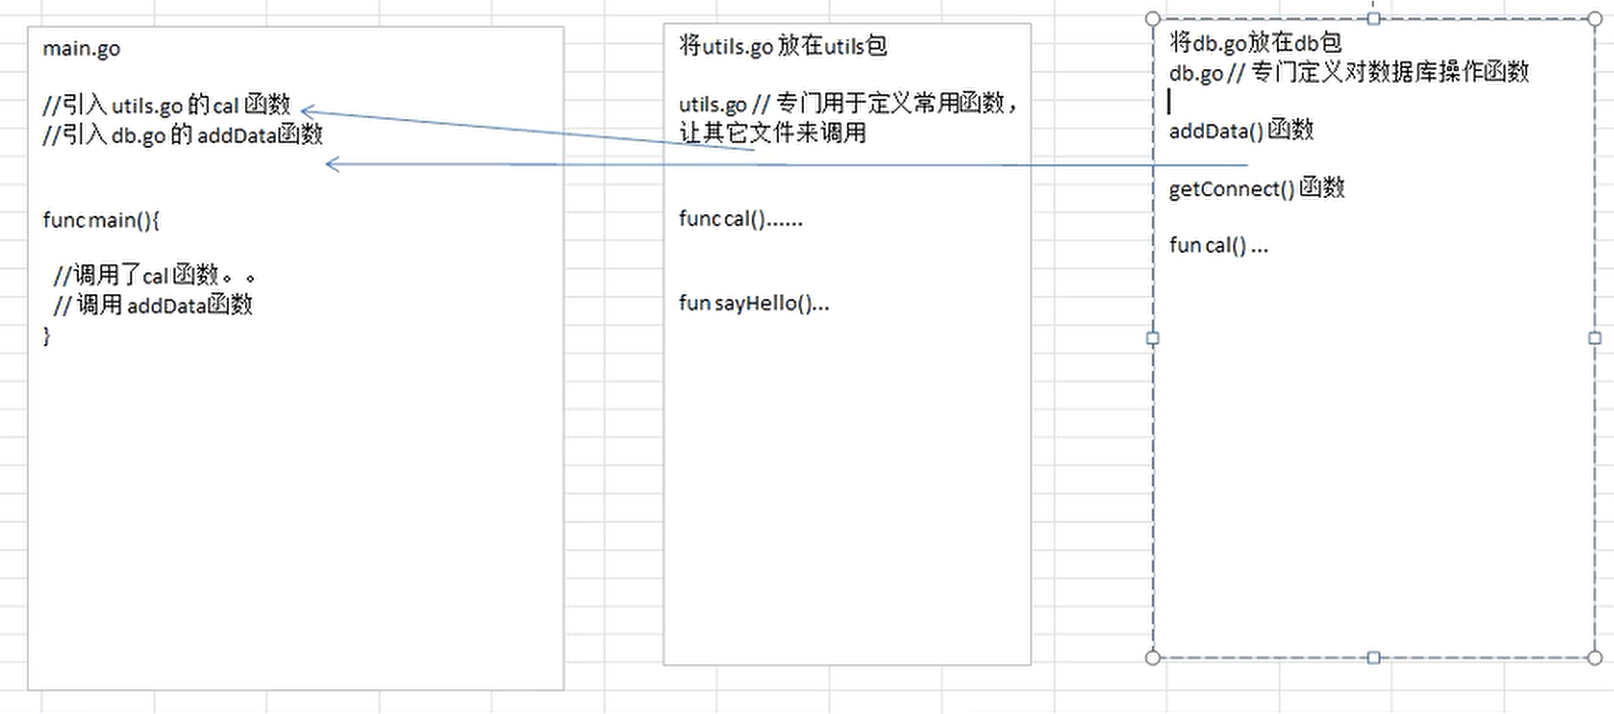 main.go
//引入 utils.go 的 cal 函数
//引入 db.go 的 addData函数
func main(){
//调用了cal 函数。。
// 调用 addData函数
}
将utils.go 放在utils包
utils.go // 专门用于定义常用函数，
让其它文件来调用
func cal()......
fun sayHello()...
将db.go放在db包
db.go // 专门定义对数据库操作函数
addData() 函数
getConnect() 函数
fun cal() ...